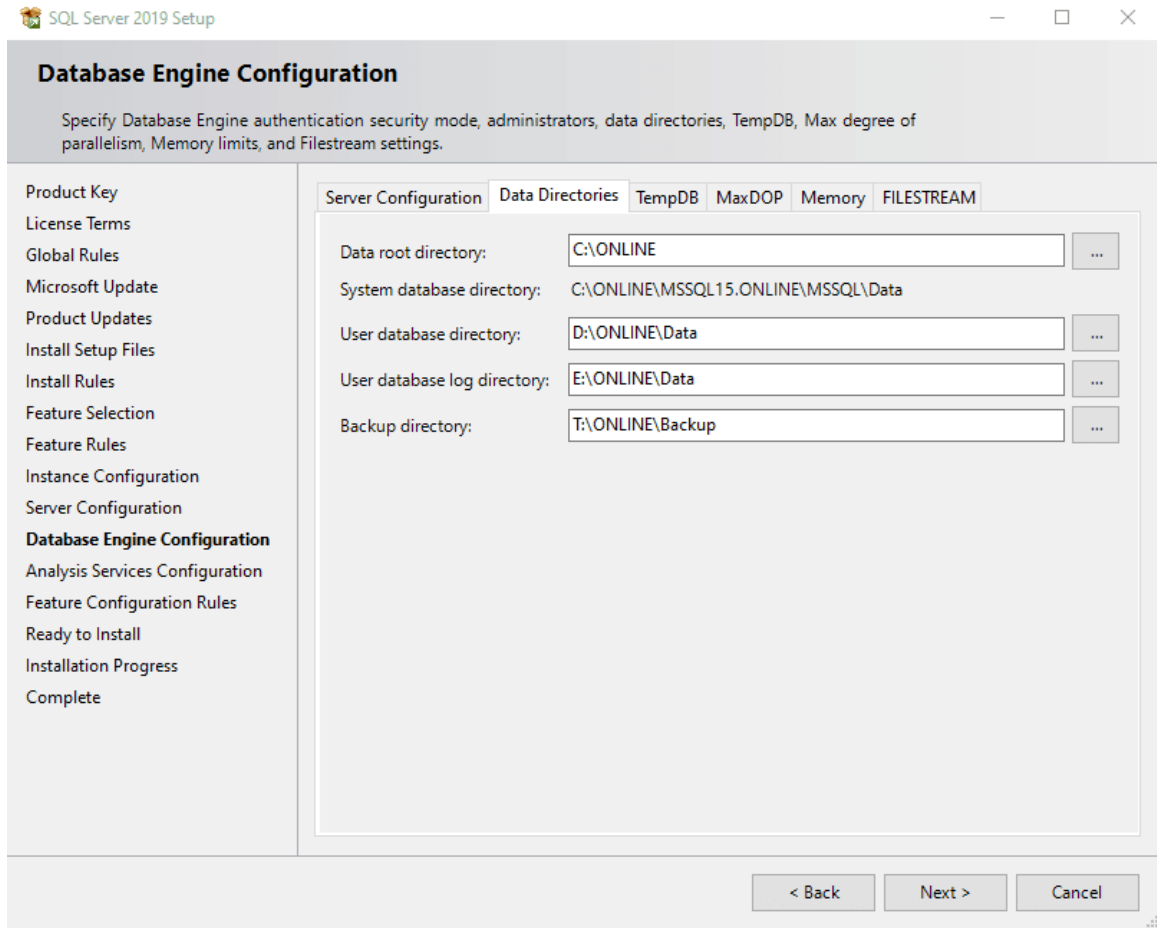 SQL Server 2019 Setup
Database Engine Configuration
Specify Database Engine authentication security mode, administrators, data directories, TempDB, Max degree of
parallelism, Memory limits, and Filestream settings.
Product Key
License Terms
Global Rules
Microsoft Update
Product Updates
Install Setup Files
Install Rules
Feature Selection
Feature Rules
Instance Configuration
Server Configuration
Database Engine Configuration
Analysis Services Configuration
Feature Configuration Rules
Ready to Install
Installation Progress
Complete
Server Configuration Data Directories TempDB MaxDOP Memory FILESTREAM
Data root directory: C:\ONLINE ...
System database directory: C:\ONLINE\MSSQL15.ONLINE\MSSQL\Data
User database directory: D:\ONLINE\Data ...
User database log directory: E:\ONLINE\Data ...
Backup directory: T:\ONLINE\Backup ...
< Back Next > Cancel